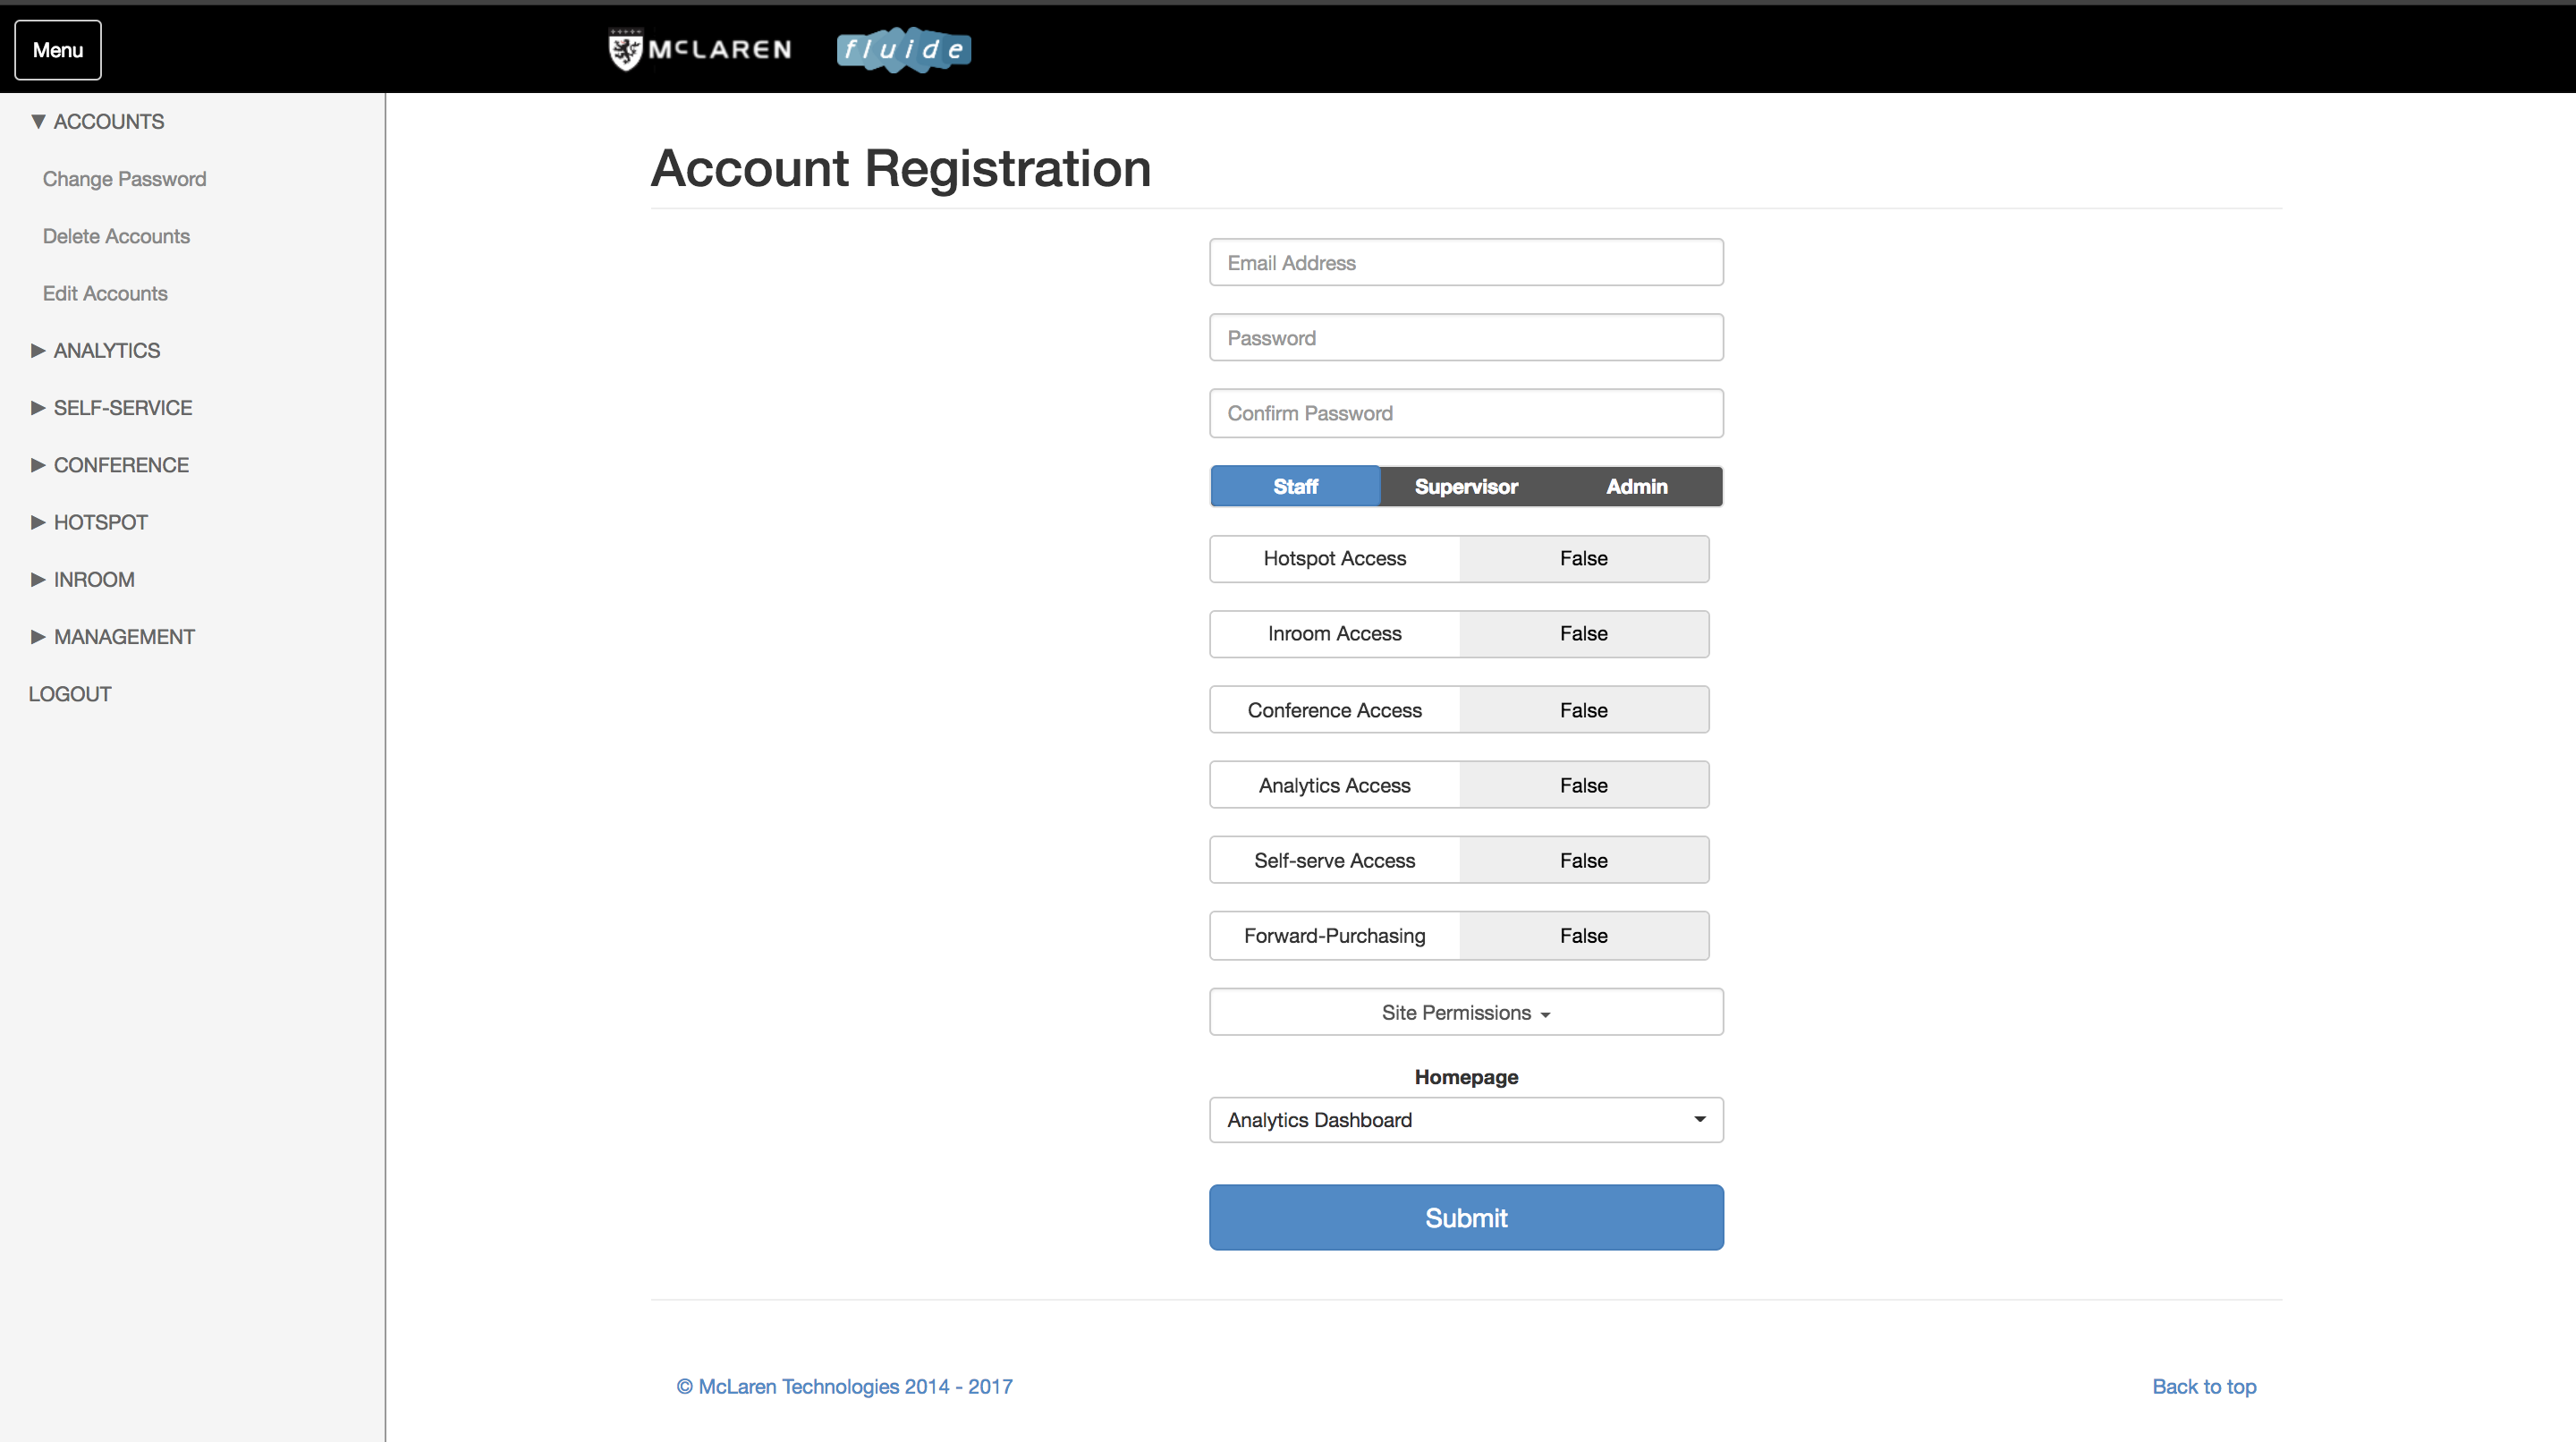 Menu
McLAREN
fluide
▼ ACCOUNTS
Change Password
Delete Accounts
Edit Accounts
▶ ANALYTICS
▶ SELF-SERVICE
▶ CONFERENCE
▶ HOTSPOT
▶ INROOM
▶ MANAGEMENT
LOGOUT
Account Registration
Email Address
Password
Confirm Password
Staff Supervisor Admin
Hotspot Access False
Inroom Access False
Conference Access False
Analytics Access False
Self-serve Access False
Forward-Purchasing False
Site Permissions
Homepage
Analytics Dashboard
Submit
© McLaren Technologies 2014 - 2017
Back to top